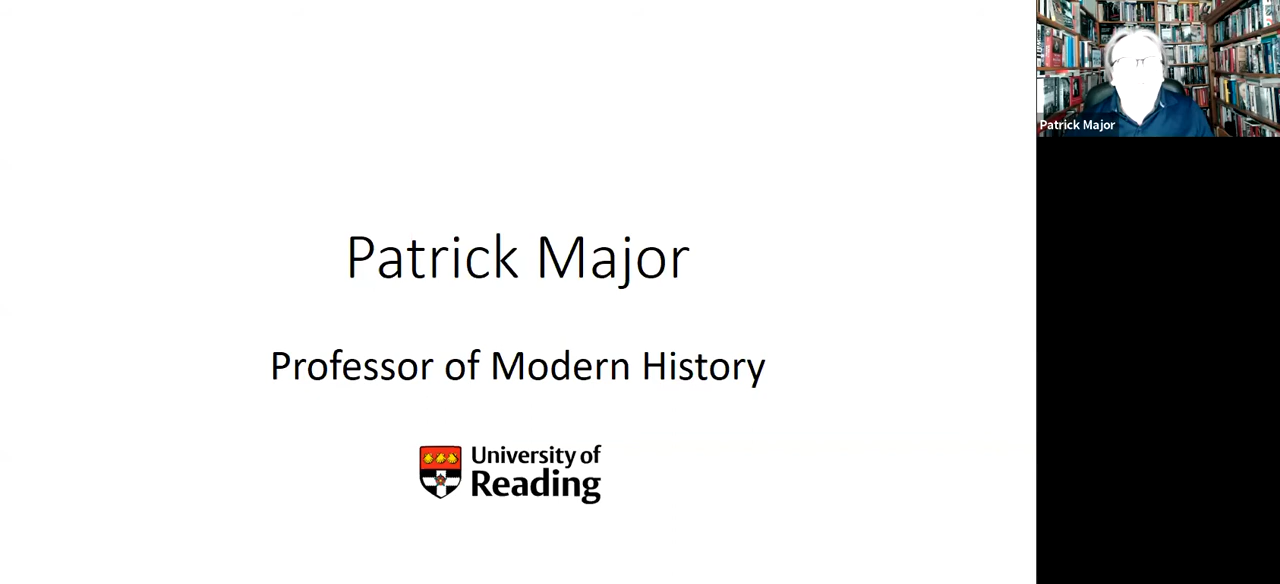 Patrick Major
Professor of Modern History
University of
Reading
Patrick Major